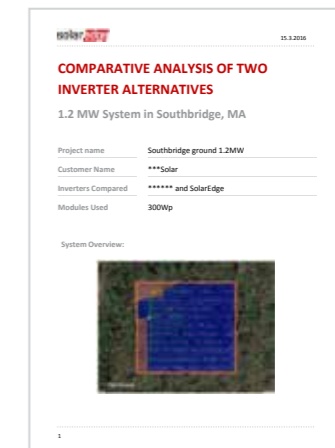 solaredge
15.3.2016
COMPARATIVE ANALYSIS OF TWO
INVERTER ALTERNATIVES
1.2 MW System in Southbridge, MA
Project name Southbridge ground 1.2MW
Customer Name ***Solar
Inverters Compared ****** and SolarEdge
Modules Used 300Wp
System Overview:
1